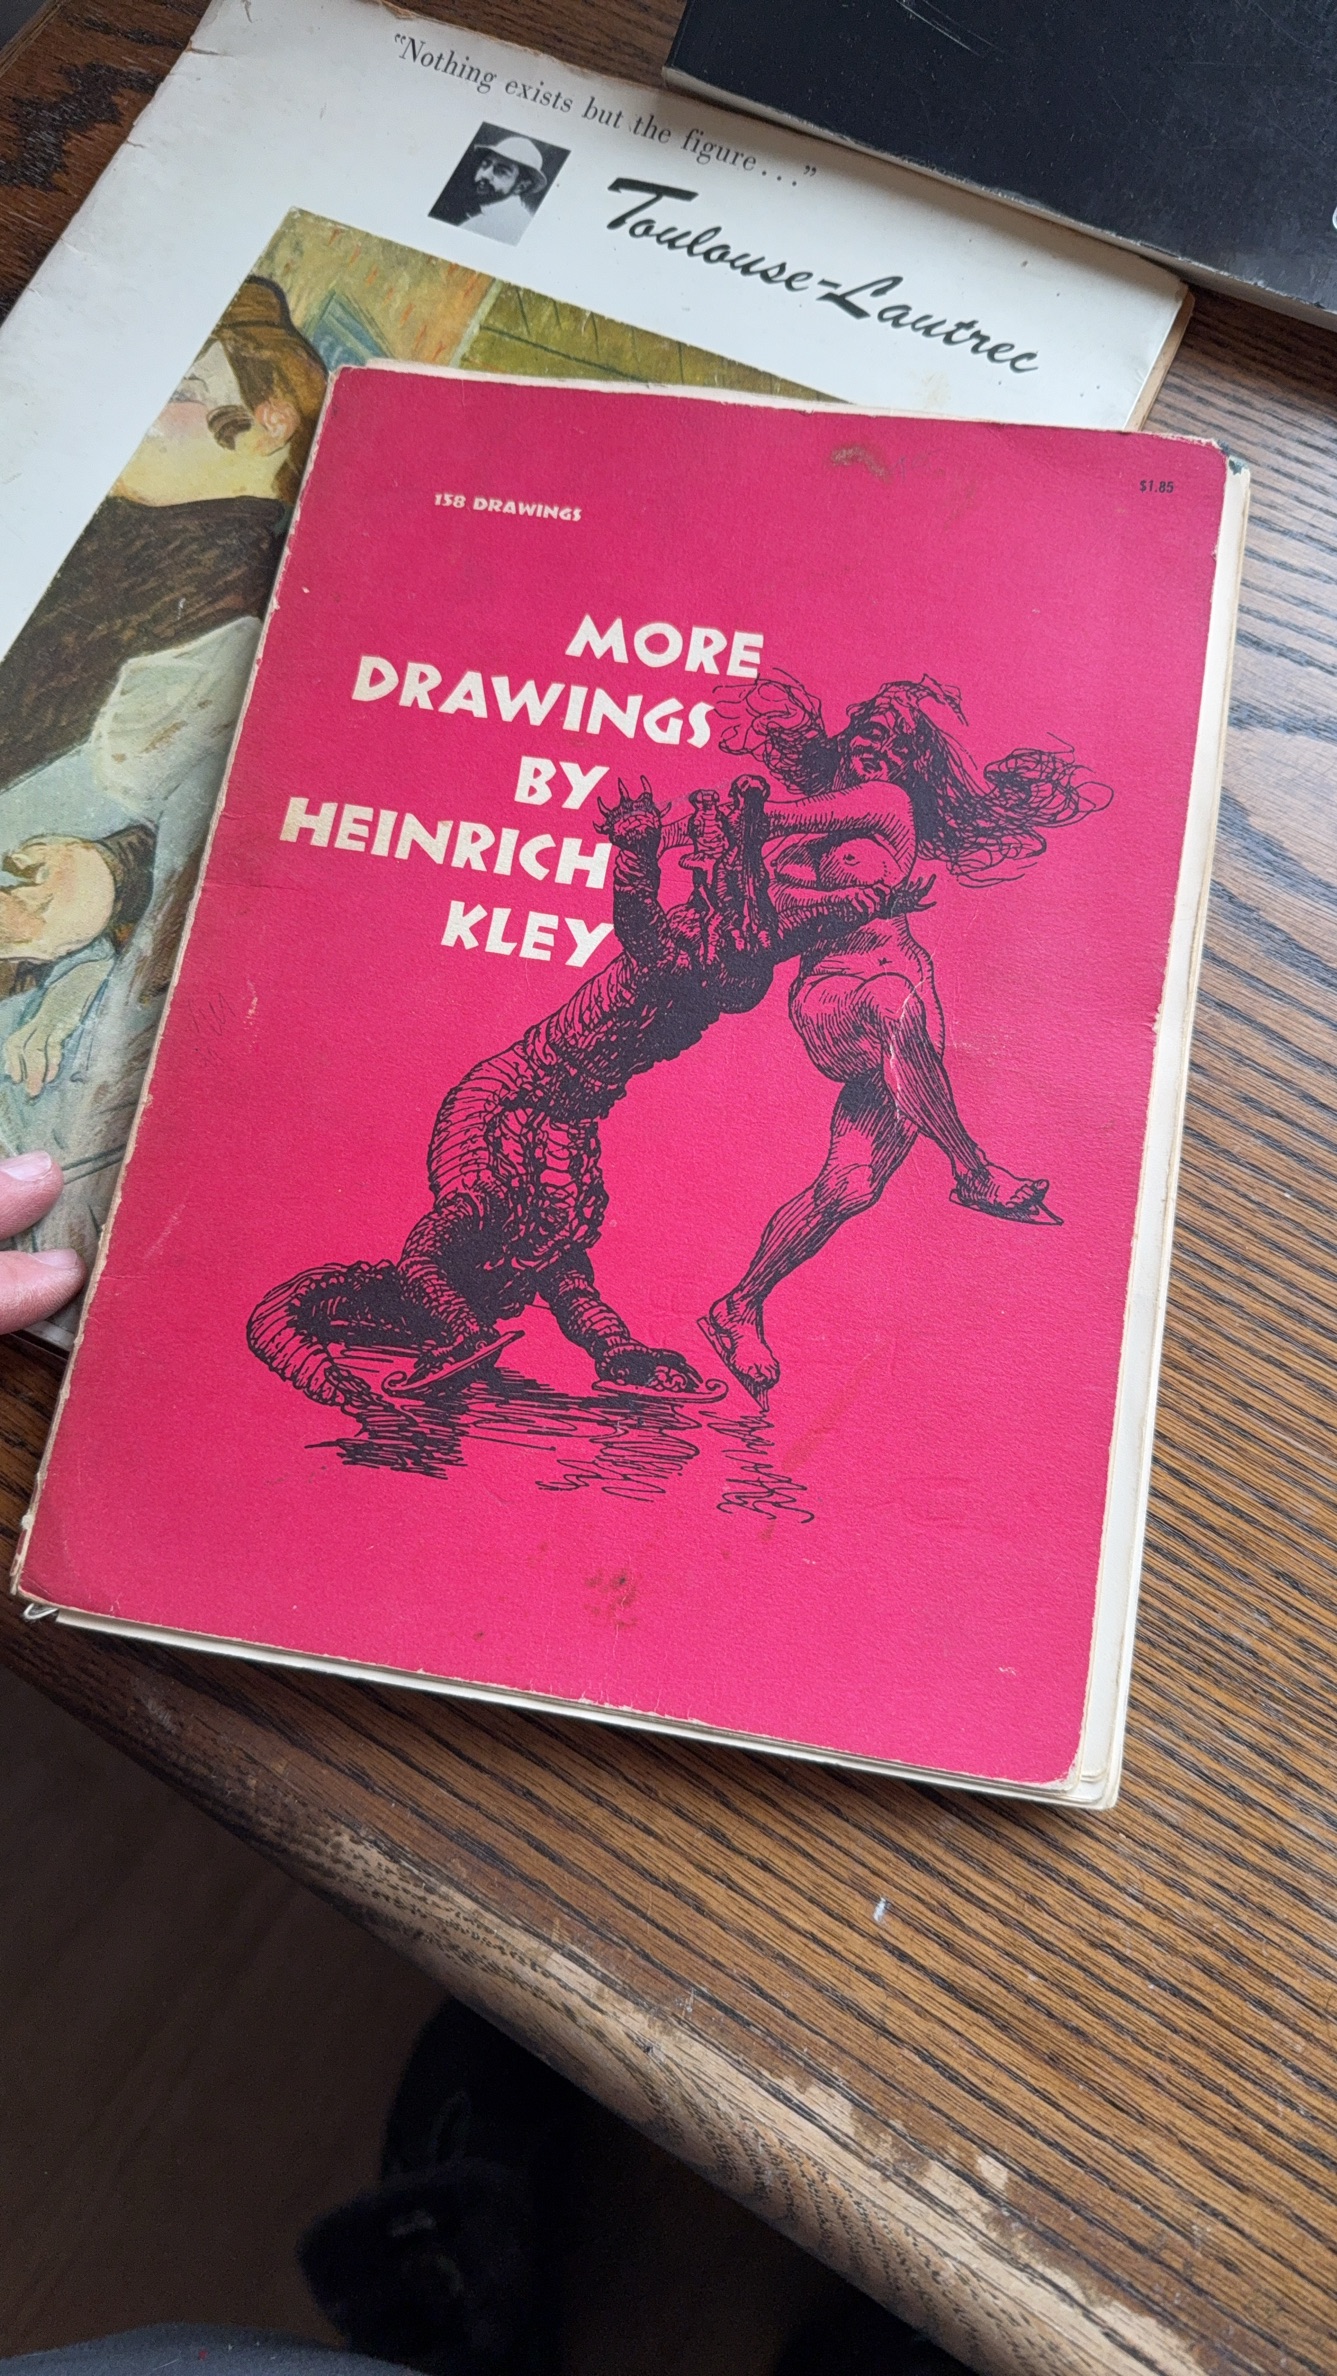 “Nothing exists but the figure...”
Toulouse-Lautrec
$1.85
158 DRAWINGS
MORE
DRAWINGS
BY
HEINRICH
KLEY